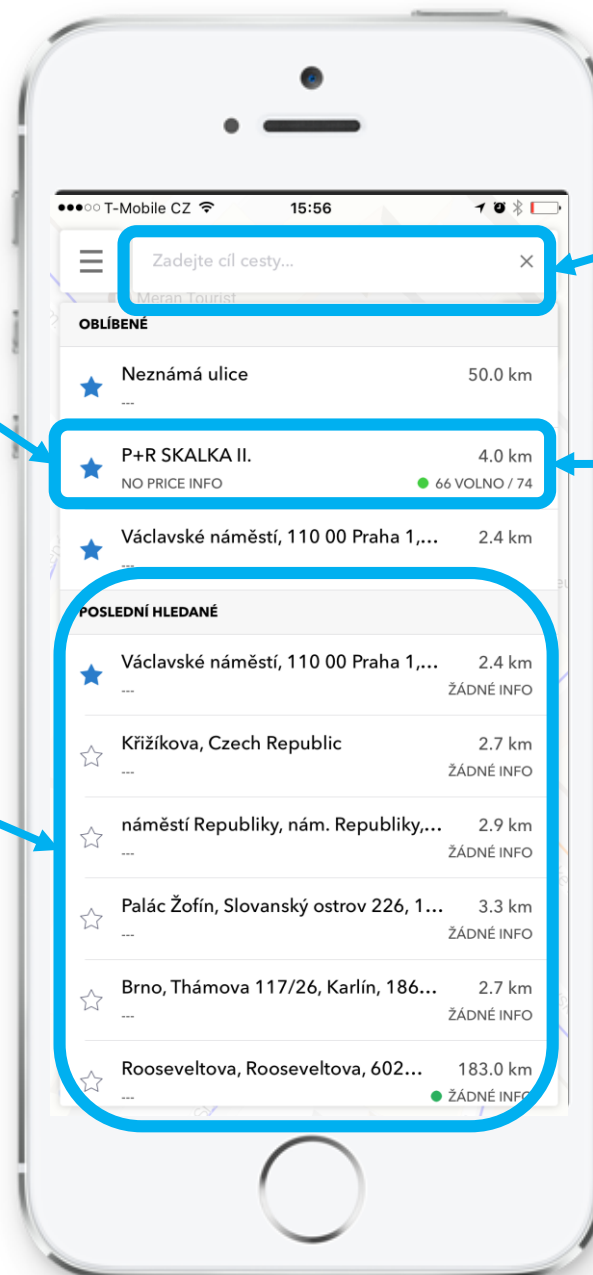 T-Mobile CZ 15:56
Zadejte cíl cesty...
Meran Tourist
OBLÍBENÉ
Neznámá ulice 50.0 km
---
P+R SKALKA II. 4.0 km
NO PRICE INFO 66 VOLNO / 74
Václavské náměstí, 110 00 Praha 1,... 2.4 km
---
POSLEDNÍ HLEDANÉ
Václavské náměstí, 110 00 Praha 1,... 2.4 km
--- ŽÁDNÉ INFO
Křižíkova, Czech Republic 2.7 km
--- ŽÁDNÉ INFO
náměstí Republiky, nám. Republiky,... 2.9 km
--- ŽÁDNÉ INFO
Palác Žofín, Slovanský ostrov 226, 1... 3.3 km
--- ŽÁDNÉ INFO
Brno, Thámova 117/26, Karlín, 186... 2.7 km
--- ŽÁDNÉ INFO
Rooseveltova, Rooseveltova, 602... 183.0 km
--- ŽÁDNÉ INFO